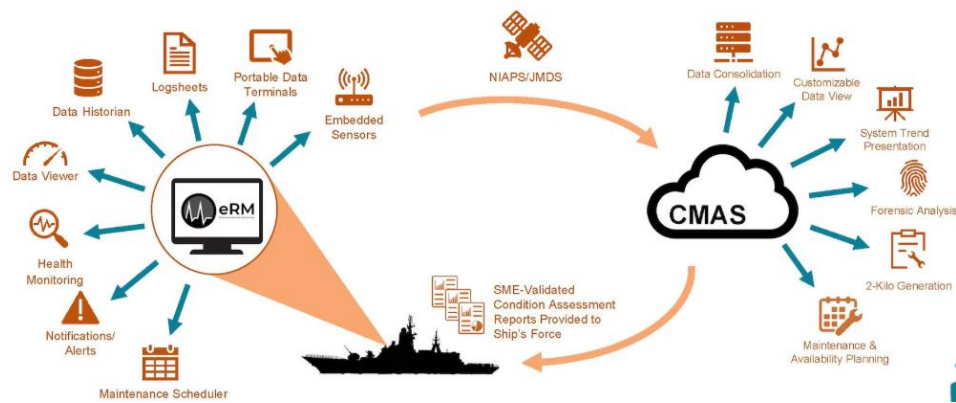 Logsheets
Portable Data
Terminals
Data Historian
Embedded
Sensors
Data Viewer
eRM
Health
Monitoring
Notifications/
Alerts
Maintenance Scheduler
NIAPS/JMDS
SME-Validated
Condition Assessment
Reports Provided to
Ship's Force
CMAS
Data Consolidation
Customizable
Data View
System Trend
Presentation
Forensic Analysis
2-Kilo Generation
Maintenance &
Availability Planning